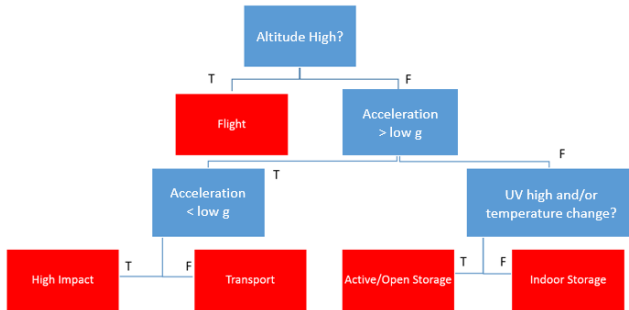 Altitude High?
T
F
Flight
Acceleration
> low g
T
F
Acceleration
< low g
UV high and/or
temperature change?
High Impact
T
F
Transport
Active/Open Storage
T
F
Indoor Storage